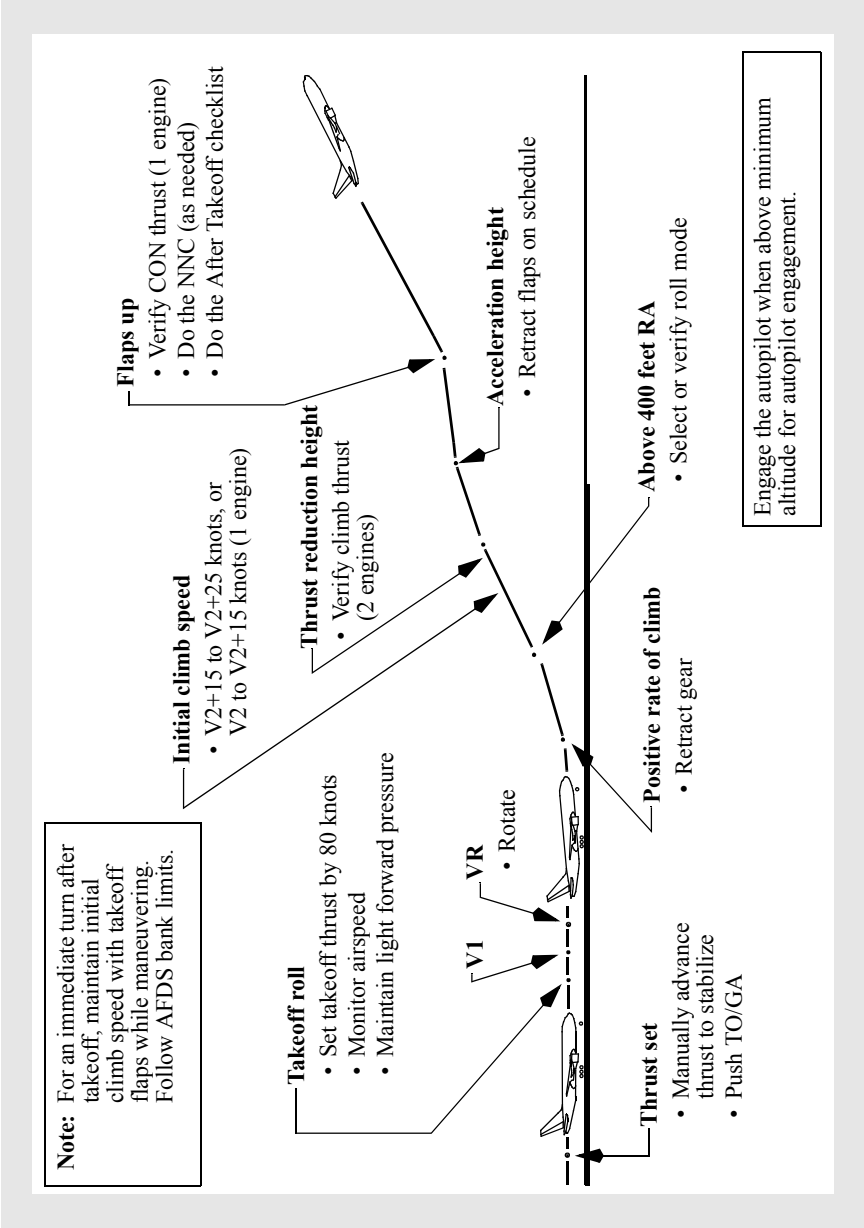 Note: For an immediate turn after
takeoff, maintain initial
climb speed with takeoff
flaps while maneuvering.
Follow AFDS bank limits.
Initial climb speed
• V2+15 to V2+25 knots, or
V2 to V2+15 knots (1 engine)
Flaps up
• Verify CON thrust (1 engine)
• Do the NNC (as needed)
• Do the After Takeoff checklist
Takeoff roll
• Set takeoff thrust by 80 knots
• Monitor airspeed
• Maintain light forward pressure
Thrust reduction height
• Verify climb thrust
(2 engines)
V1
VR
• Rotate
Acceleration height
• Retract flaps on schedule
Thrust set
• Manually advance
thrust to stabilize
• Push TO/GA
Positive rate of climb
• Retract gear
Above 400 feet RA
• Select or verify roll mode
Engage the autopilot when above minimum
altitude for autopilot engagement.